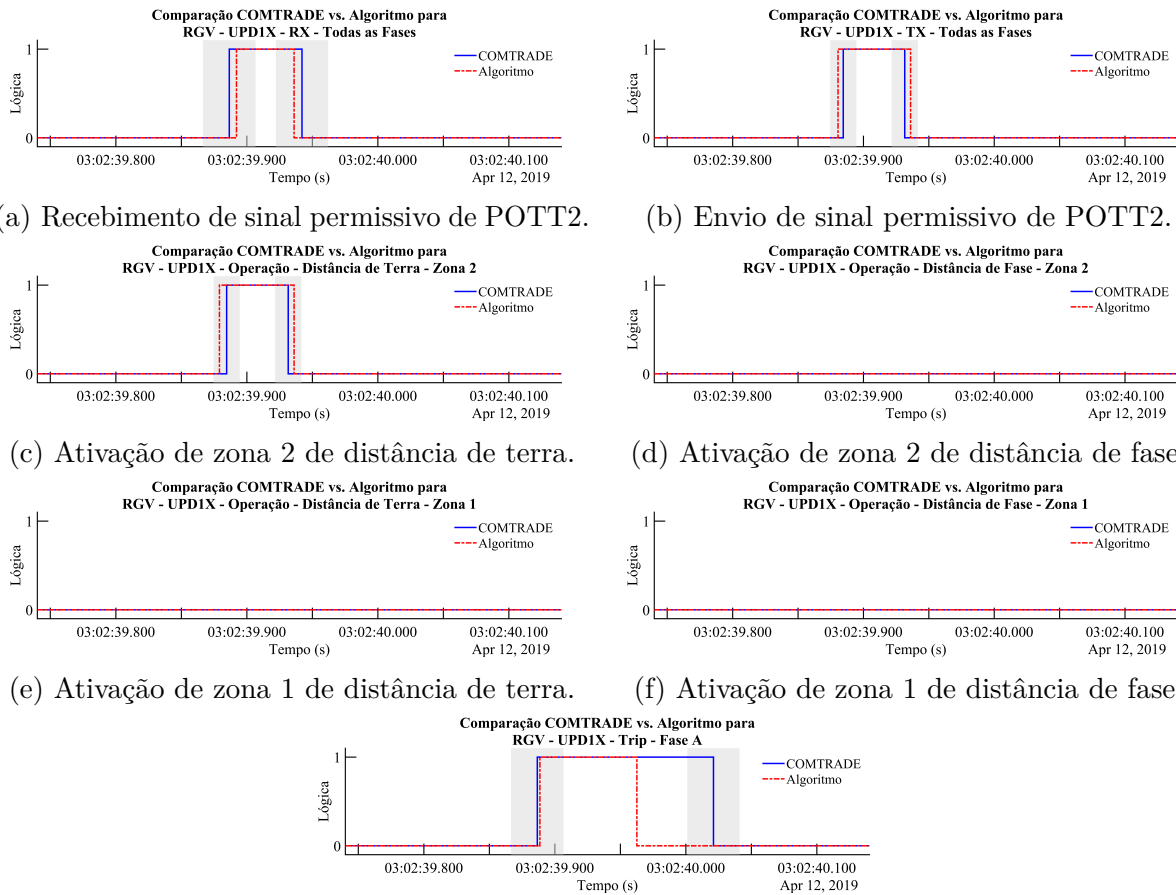 Comparação COMTRADE vs. Algoritmo para
RGV - UPD1X - RX - Todas as Fases
1
Lógica
0
COMTRADE
Algoritmo
03:02:39.800 03:02:39.900 03:02:40.000 03:02:40.100
Tempo (s)
Apr 12, 2019
(a) Recebimento de sinal permissivo de POTT2.
Comparação COMTRADE vs. Algoritmo para
RGV - UPD1X - TX - Todas as Fases
1
Lógica
0
COMTRADE
Algoritmo
03:02:39.800 03:02:39.900 03:02:40.000 03:02:40.100
Tempo (s)
Apr 12, 2019
(b) Envio de sinal permissivo de POTT2.
Comparação COMTRADE vs. Algoritmo para
RGV - UPD1X - Operação - Distância de Terra - Zona 2
1
Lógica
0
COMTRADE
Algoritmo
03:02:39.800 03:02:39.900 03:02:40.000 03:02:40.100
Tempo (s)
Apr 12, 2019
(c) Ativação de zona 2 de distância de terra.
Comparação COMTRADE vs. Algoritmo para
RGV - UPD1X - Operação - Distância de Fase - Zona 2
1
Lógica
0
COMTRADE
Algoritmo
03:02:39.800 03:02:39.900 03:02:40.000 03:02:40.100
Tempo (s)
Apr 12, 2019
(d) Ativação de zona 2 de distância de fase
Comparação COMTRADE vs. Algoritmo para
RGV - UPD1X - Operação - Distância de Terra - Zona 1
1
Lógica
0
COMTRADE
Algoritmo
03:02:39.800 03:02:39.900 03:02:40.000 03:02:40.100
Tempo (s)
Apr 12, 2019
(e) Ativação de zona 1 de distância de terra.
Comparação COMTRADE vs. Algoritmo para
RGV - UPD1X - Operação - Distância de Fase - Zona 1
1
Lógica
0
COMTRADE
Algoritmo
03:02:39.800 03:02:39.900 03:02:40.000 03:02:40.100
Tempo (s)
Apr 12, 2019
(f) Ativação de zona 1 de distância de fase
Comparação COMTRADE vs. Algoritmo para
RGV - UPD1X - Trip - Fase A
1
Lógica
0
COMTRADE
Algoritmo
03:02:39.800 03:02:39.900 03:02:40.000 03:02:40.100
Tempo (s)
Apr 12, 2019